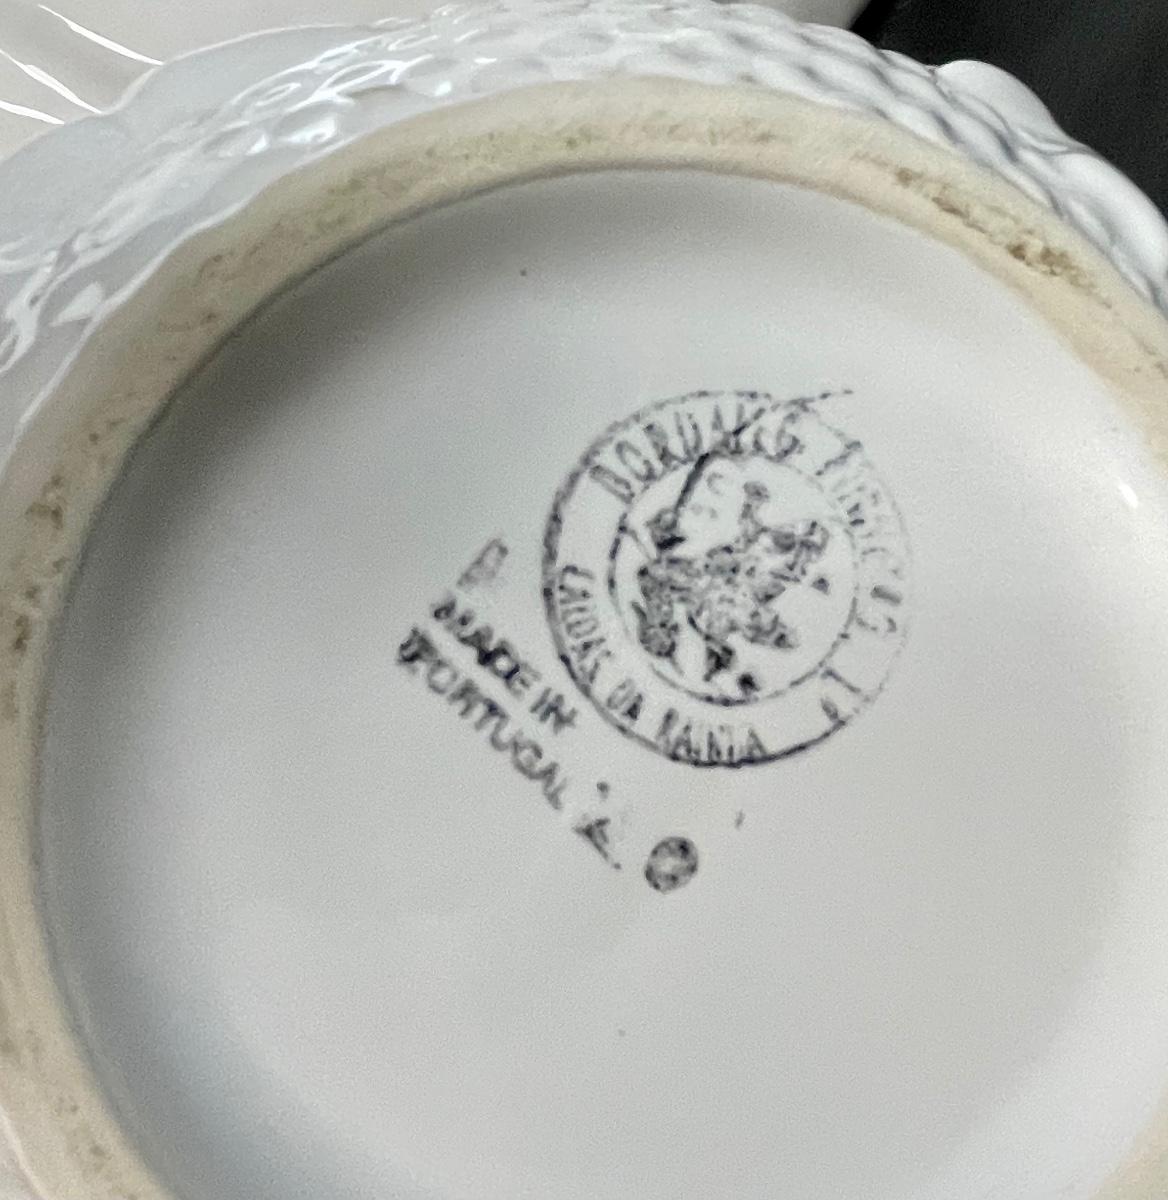 BORDALLO PINHEIRO
CALDAS DA RAINHA
MADE IN
PORTUGAL